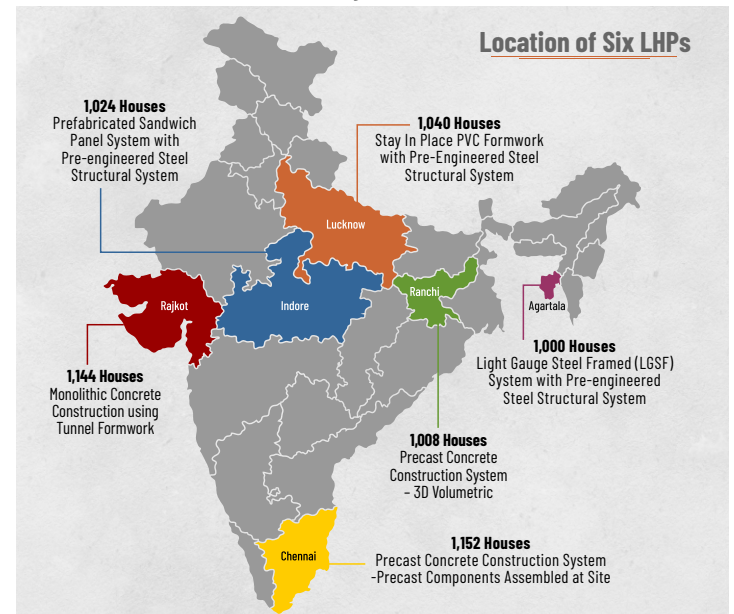 Location of Six LHPs
1,024 Houses
Prefabricated Sandwich
Panel System with
Pre-engineered Steel
Structural System
1,040 Houses
Stay In Place PVC Formwork
with Pre-Engineered Steel
Structural System
Lucknow
Rajkot
Indore
Ranchi
Agartala
1,144 Houses
Monolithic Concrete
Construction using
Tunnel Formwork
1,000 Houses
Light Gauge Steel Framed (LGSF)
System with Pre-engineered
Steel Structural System
1,008 Houses
Precast Concrete
Construction System
– 3D Volumetric
Chennai
1,152 Houses
Precast Concrete Construction System
-Precast Components Assembled at Site